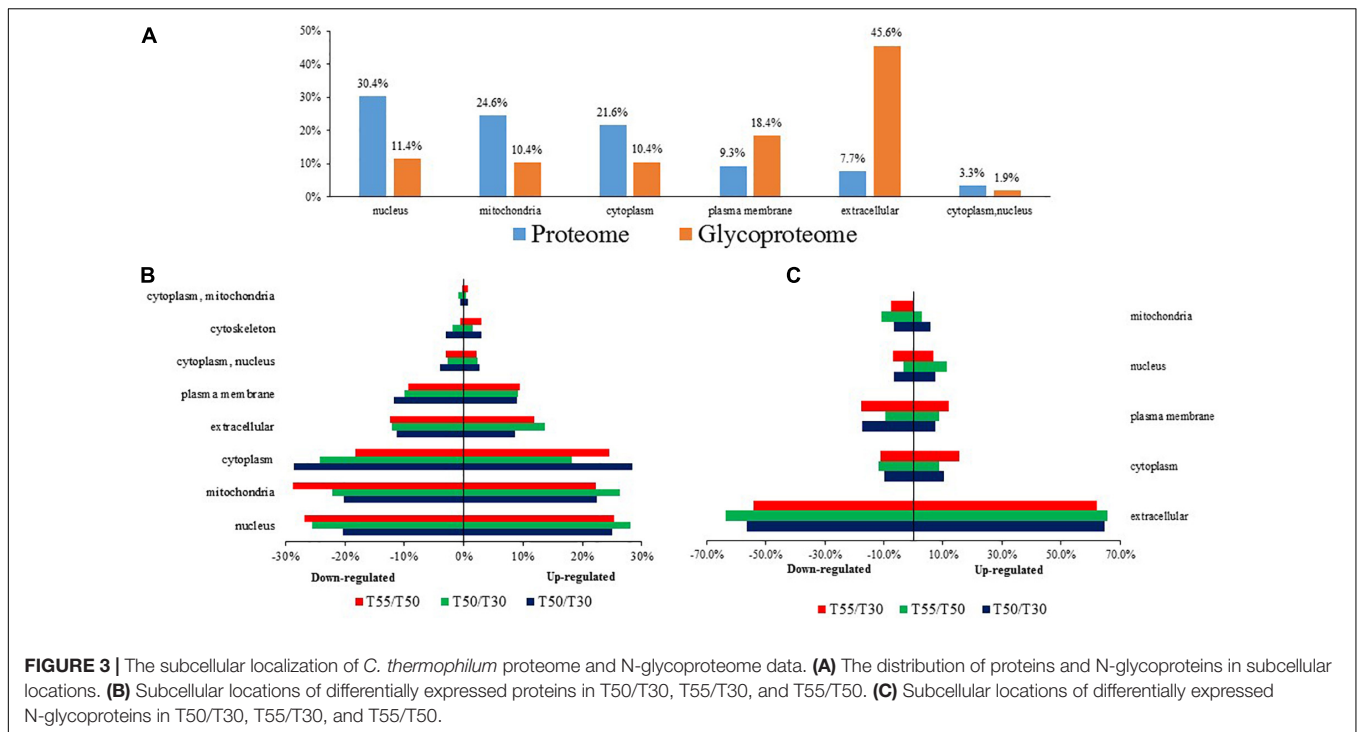 A
50%
40%
30%
20%
10%
0%
30.4%
11.4%
24.6%
10.4%
21.6%
10.4%
9.3%
18.4%
7.7%
45.6%
3.3%
1.9%
nucleus
mitochondria
cytoplasm
plasma membrane
extracellular
cytoplasm,nucleus
Proteome
Glycoproteome
B
cytoplasm, mitochondria
cytoskeleton
cytoplasm, nucleus
plasma membrane
extracellular
cytoplasm
mitochondria
nucleus
-30% -20% -10% 0% 10% 20% 30%
Down-regulated Up-regulated
T55/T50 T50/T30 T50/T30
C
mitochondria
nucleus
plasma membrane
cytoplasm
extracellular
-70.0% -50.0% -30.0% -10.0% 10.0% 30.0% 50.0% 70.0%
Down-regulated Up-regulated
T55/T30 T55/T50 T50/T30
FIGURE 3 | The subcellular localization of C. thermophilum proteome and N-glycoproteome data. (A) The distribution of proteins and N-glycoproteins in subcellular
locations. (B) Subcellular locations of differentially expressed proteins in T50/T30, T55/T30, and T55/T50. (C) Subcellular locations of differentially expressed
N-glycoproteins in T50/T30, T55/T30, and T55/T50.